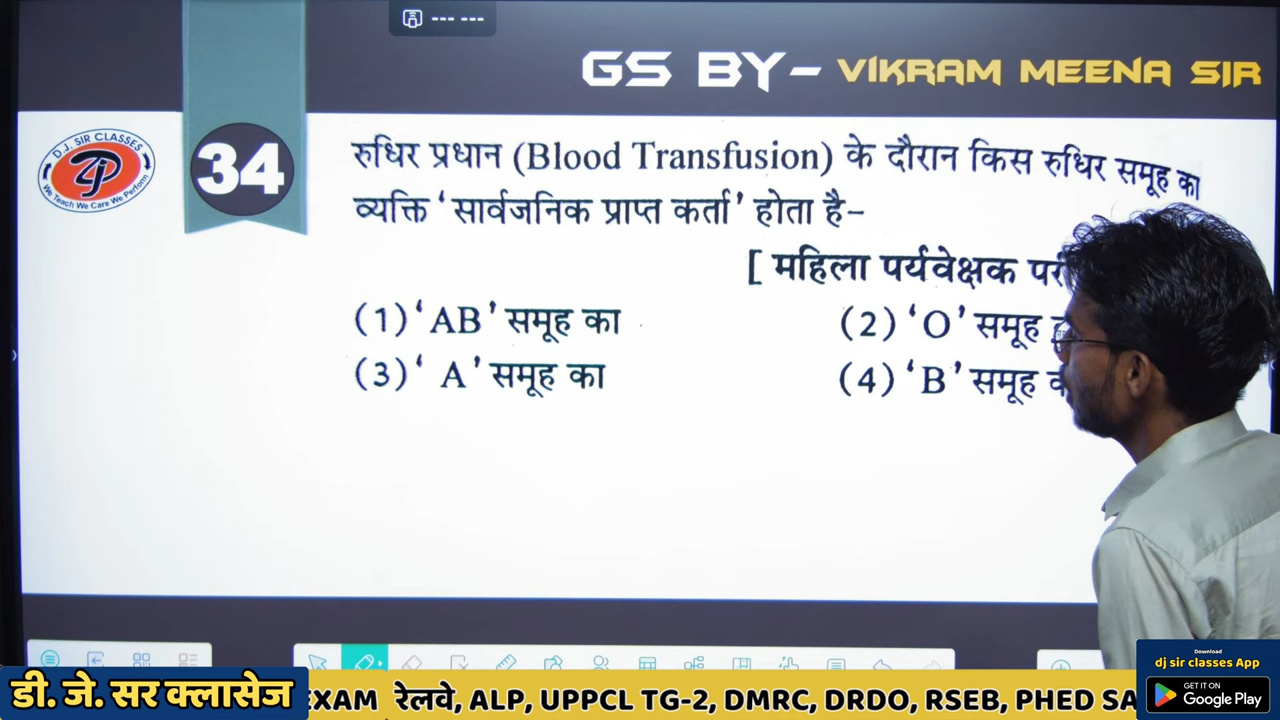 --- ---
GS BY- VIKRAM MEENA SIR
D.J. SIR CLASSES
We Teach We Care We Perform
34
रुधिर प्रधान (Blood Transfusion) के दौरान किस रुधिर समूह का
व्यक्ति ‘सार्वजनिक प्राप्त कर्ता’ होता है-
[ महिला पर्यवेक्षक
(1) ‘AB’ समूह का
(2) ‘O’ समूह
(3) ‘ A’ समूह का
(4) ‘B’ समूह
डी. जे. सर क्लासेज
EXAM रेलवे, ALP, UPPCL TG-2, DMRC, DRDO, RSEB, PHED
Download
dj sir classes App
GET IT ON
Google Play